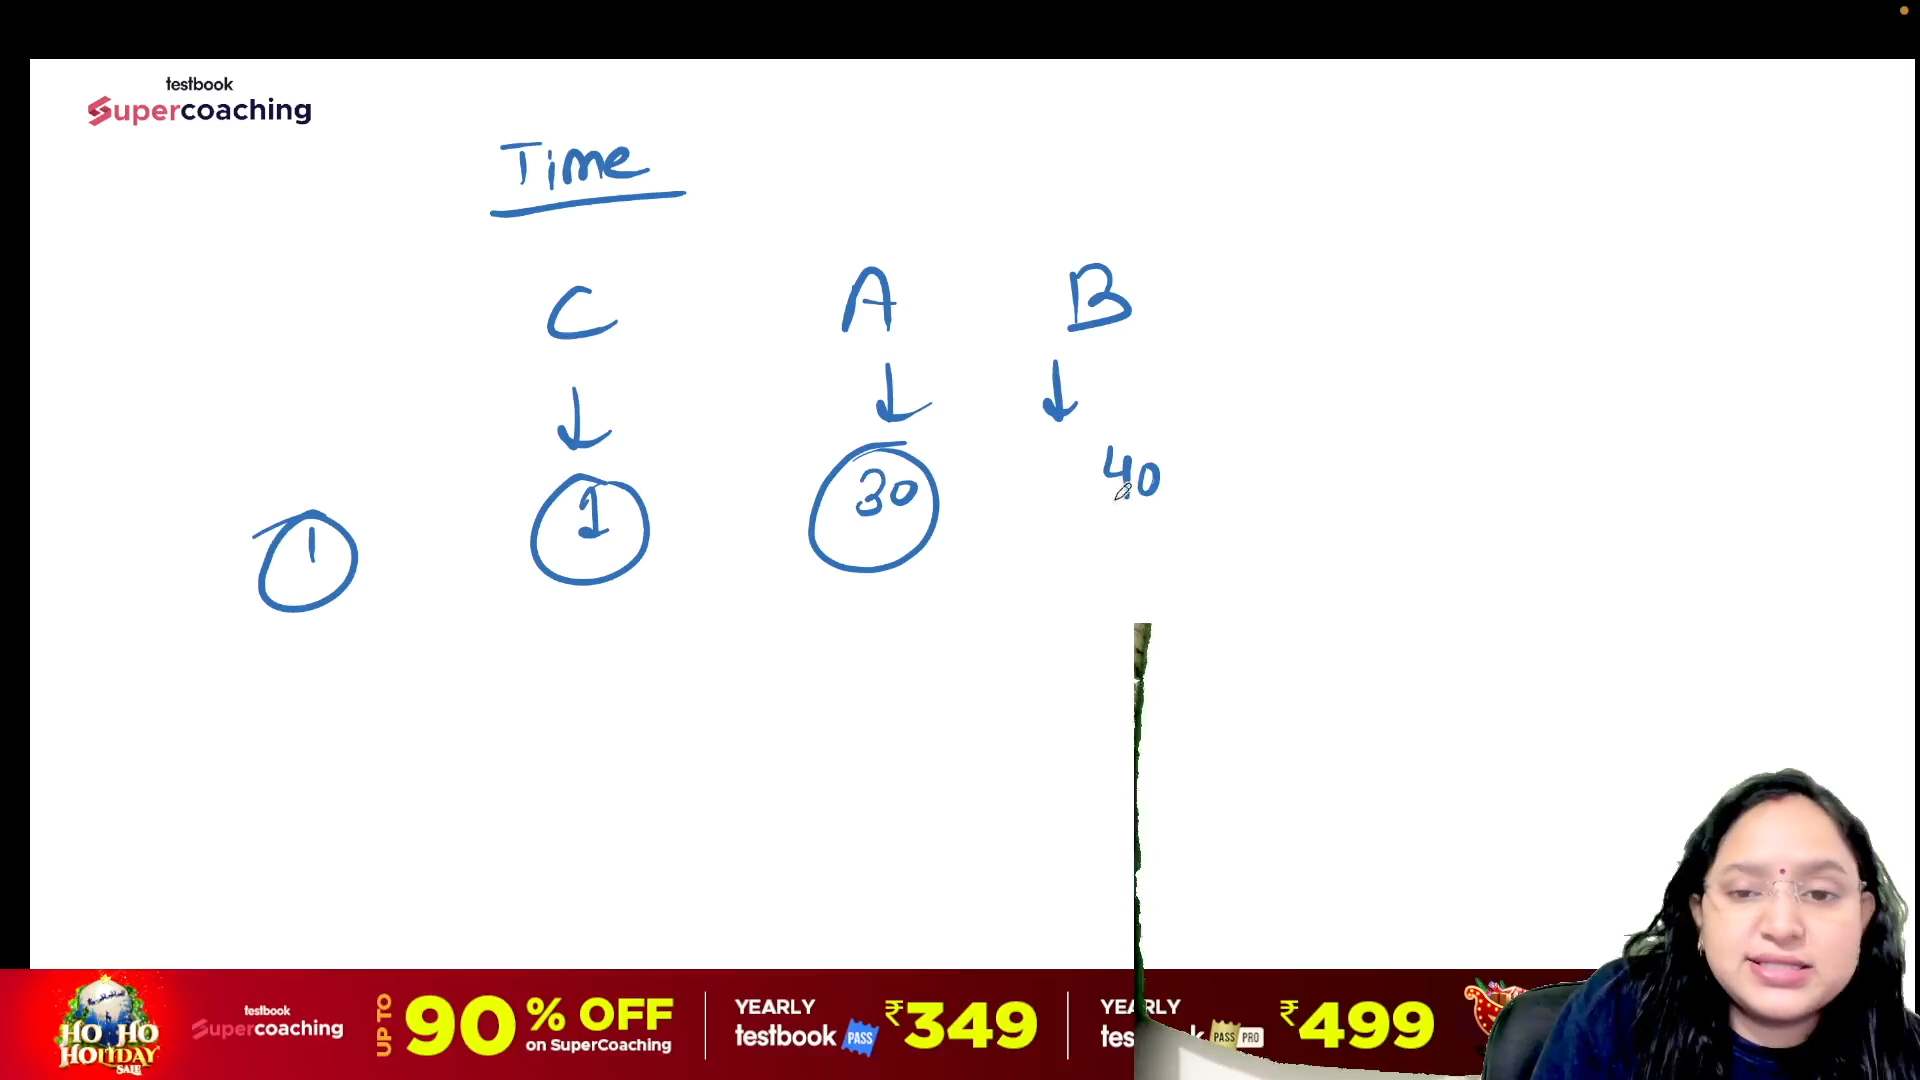 testbook
Supercoaching
Time
C A B
1 1 30 40
HO HO
HOLIDAY
SALE
testbook
Supercoaching
UP TO
90% OFF
on SuperCoaching
YEARLY
testbook PASS
₹349
YEARLY
tes k PASS PRO
₹499